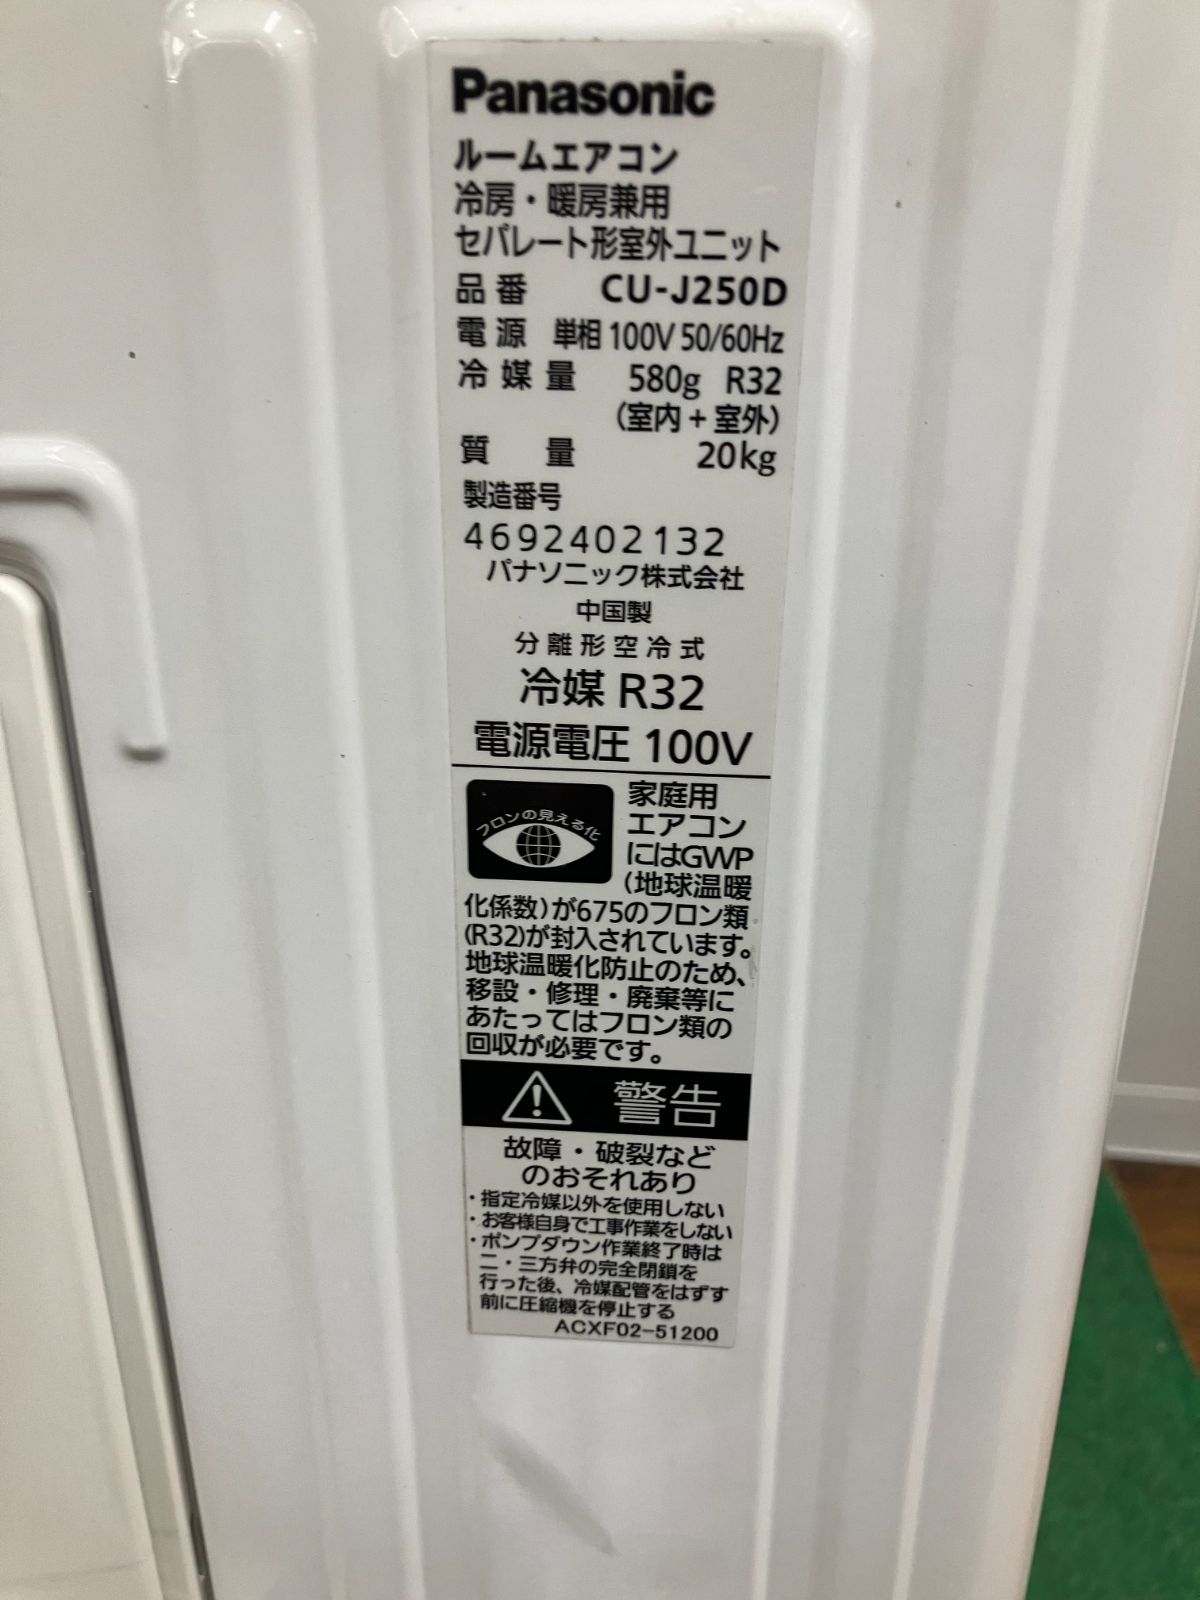 Panasonic
ルームエアコン
冷房・暖房兼用
セパレート形室外ユニット
品番 CU-J250D
電源 単相 100V 50/60Hz
冷媒量 580g R32
(室内+室外)
質量 20kg
製造番号
4692402132
パナソニック株式会社
中国製
分離形空冷式
冷媒 R32
電源電圧 100V
フロンの見える化
家庭用
エアコン
にはGWP
(地球温暖
化係数)が675のフロン類
(R32)が封入されています。
地球温暖化防止のため、
移設・修理・廃棄等に
あたってはフロン類の
回収が必要です。
警告
故障・破裂など
のおそれあり
・指定冷媒以外を使用しない
・お客様自身で工事作業をしない
・ポンプダウン作業終了時は
二・三方弁の完全閉鎖を
行った後、冷媒配管をはずす
前に圧縮機を停止する
ACXF02-51200